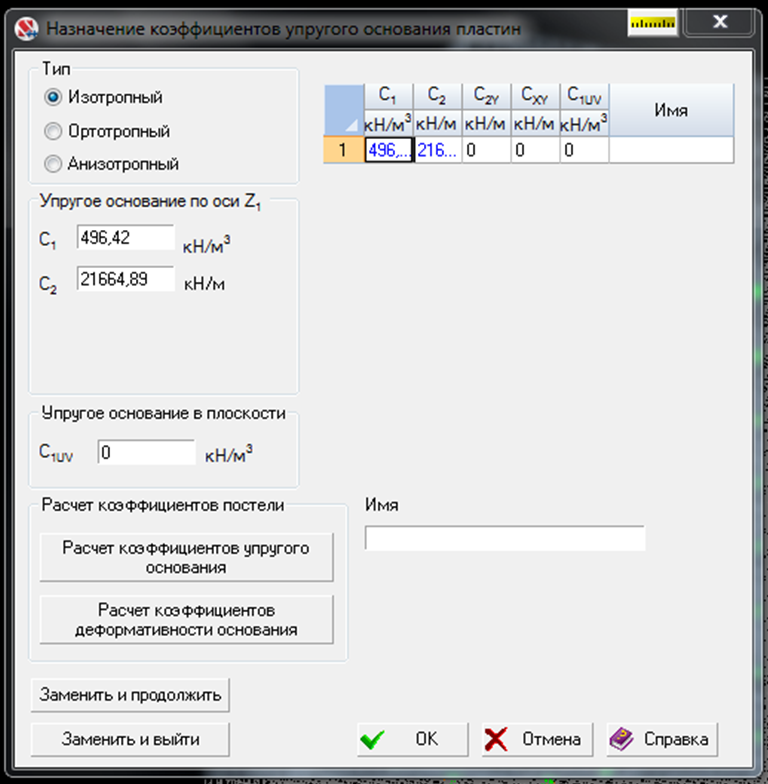 Назначение коэффициентов упругого основания пластин
Тип
Изотропный
Ортотропный
Анизотропный
C₁ C₂ C₂Y CXY C₁UV Имя
кН/м³ кН/м кН/м кН/м кН/м³
1 496,... 216... 0 0 0
Упругое основание по оси Z₁
C₁ 496,42 кН/м³
C₂ 21664,89 кН/м
Упругое основание в плоскости
C₁UV 0 кН/м³
Расчет коэффициентов постели
Расчет коэффициентов упругого
основания
Расчет коэффициентов
деформативности основания
Имя
Заменить и продолжить
Заменить и выйти
OK
Отмена
Справка